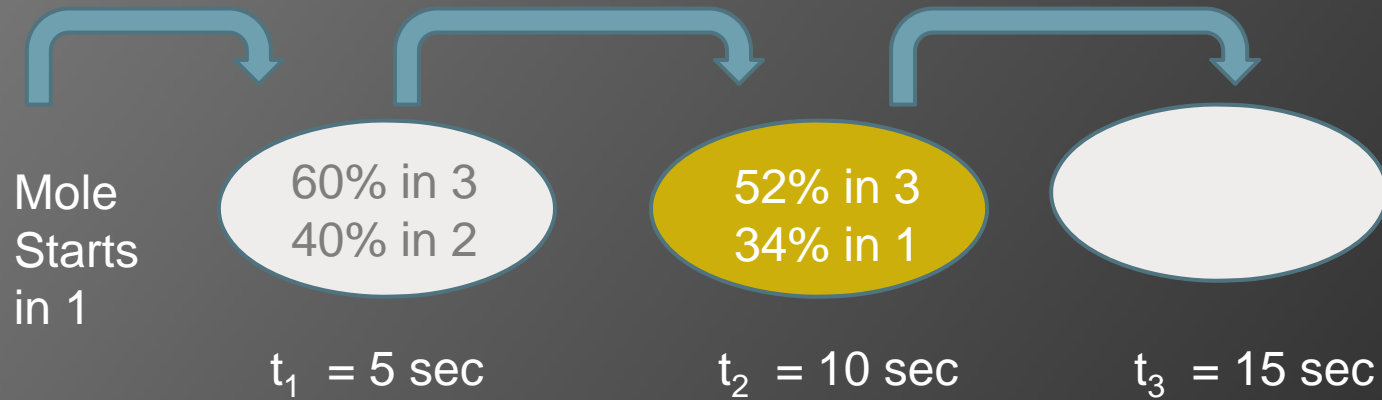 Mole
Starts
in 1
60% in 3
40% in 2
52% in 3
34% in 1
t₁ = 5 sec
t₂ = 10 sec
t₃ = 15 sec